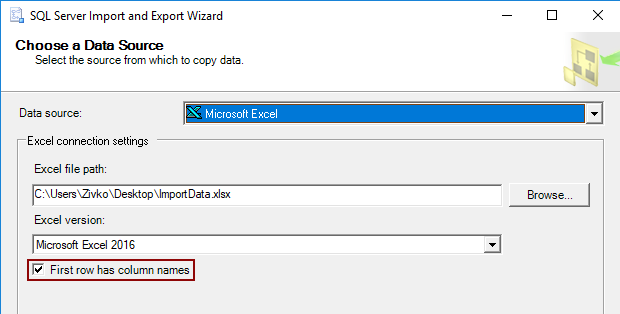 SQL Server Import and Export Wizard
Choose a Data Source
Select the source from which to copy data.
Data source:
Microsoft Excel
Excel connection settings
Excel file path:
C:\Users\Zivko\Desktop\ImportData.xlsx
Browse...
Excel version:
Microsoft Excel 2016
First row has column names